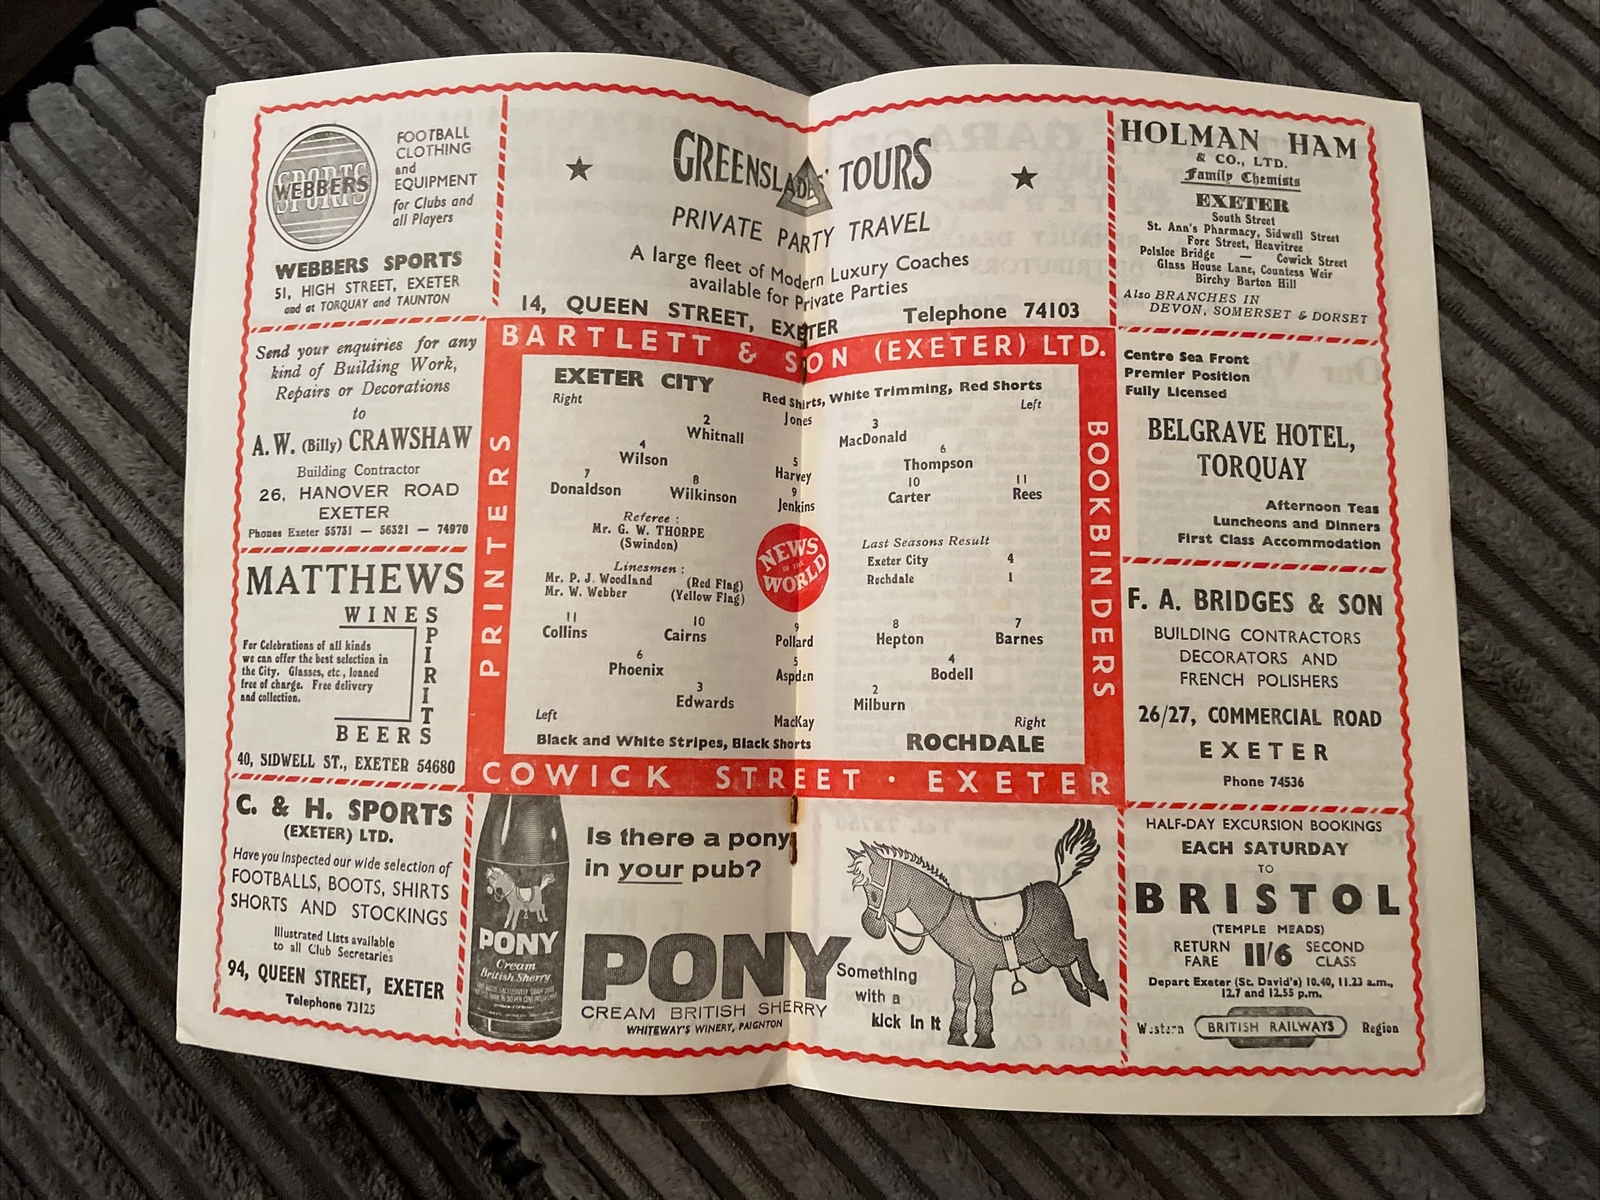 SPORTS
WEBBERS
FOOTBALL
CLOTHING
and
EQUIPMENT
for Clubs and
all Players
WEBBERS SPORTS
51, HIGH STREET, EXETER
and at TORQUAY and TAUNTON
GREENSLADES' TOURS
PRIVATE PARTY TRAVEL
A large fleet of Modern Luxury Coaches
available for Private Parties
14, QUEEN STREET, EXETER Telephone 74103
HOLMAN HAM
& CO., LTD.
Family Chemists
EXETER
South Street
St. Ann's Pharmacy, Sidwell Street
Fore Street, Heavitree
Polsloe Bridge — Cowick Street
Glass House Lane, Countess Weir
Birchy Barton Hill
Also BRANCHES IN
DEVON, SOMERSET & DORSET
Send your enquiries for any
kind of Building Work,
Repairs or Decorations
to
A.W. (Billy) CRAWSHAW
Building Contractor
26, HANOVER ROAD
EXETER
Phones Exeter 55731 — 56321 — 74970
MATTHEWS
WINES
SPIRITS
BEERS
For Celebrations of all kinds
we can offer the best selection in
the City. Glasses, etc., loaned
free of charge. Free delivery
and collection.
40, SIDWELL ST., EXETER 54680
BARTLETT & SON (EXETER) LTD.
PRINTERS
BOOKBINDERS
COWICK STREET · EXETER
EXETER CITY
Red Shirts, White Trimming, Red Shorts
Right
Left
Jones
2
Whitnall
3
MacDonald
4
Wilson
5
Harvey
6
Thompson
7
Donaldson
8
Wilkinson
9
Jenkins
10
Carter
11
Rees
Referee :
Mr. G. W. THORPE
(Swindon)
Linesmen :
Mr. P. J. Woodland (Red Flag)
Mr. W. Webber (Yellow Flag)
NEWS
OF THE
WORLD
Last Seasons Result
Exeter City 4
Rochdale 1
11
Collins
10
Cairns
9
Pollard
8
Hepton
7
Barnes
6
Phoenix
5
Aspden
4
Bodell
3
Edwards
2
Milburn
Left
MacKay
Right
Black and White Stripes, Black Shorts
ROCHDALE
Centre Sea Front
Premier Position
Fully Licensed
BELGRAVE HOTEL,
TORQUAY
Afternoon Teas
Luncheons and Dinners
First Class Accommodation
F. A. BRIDGES & SON
BUILDING CONTRACTORS
DECORATORS AND
FRENCH POLISHERS
26/27, COMMERCIAL ROAD
EXETER
Phone 74536
C. & H. SPORTS
(EXETER) LTD.
Have you inspected our wide selection of
FOOTBALLS, BOOTS, SHIRTS
SHORTS AND STOCKINGS
Illustrated Lists available
to all Club Secretaries
94, QUEEN STREET, EXETER
Telephone 73125
PONY
Cream
British Sherry
Is there a pony
in your pub?
PONY
CREAM BRITISH SHERRY
WHITEWAY'S WINERY, PAIGNTON
Something
with a
kick in it
HALF-DAY EXCURSION BOOKINGS
EACH SATURDAY
TO
BRISTOL
(TEMPLE MEADS)
RETURN FARE 11/6 SECOND CLASS
Depart Exeter (St. David's) 10.40, 11.23 a.m.,
12.7 and 12.55 p.m.
Western BRITISH RAILWAYS Region